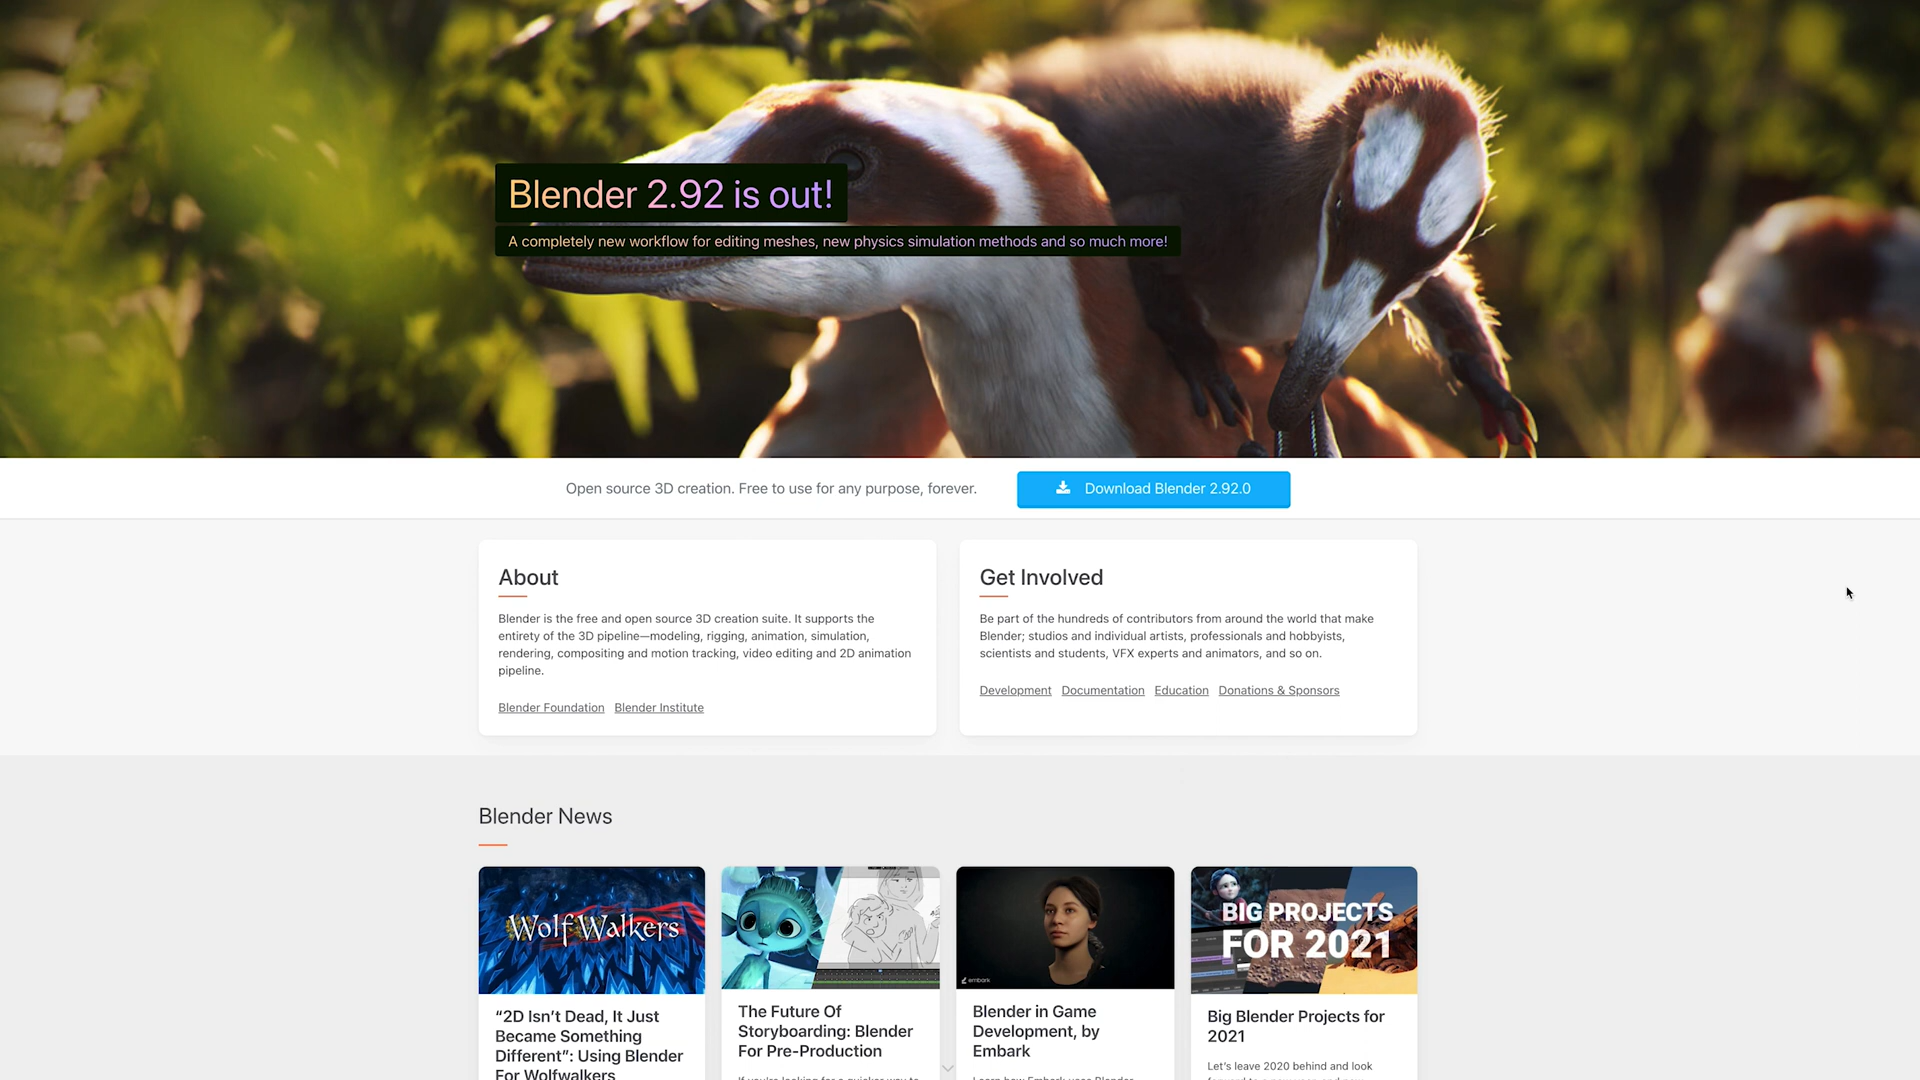 Blender 2.92 is out!
A completely new workflow for editing meshes, new physics simulation methods and so much more!
Open source 3D creation. Free to use for any purpose, forever.
Download Blender 2.92.0
About
Blender is the free and open source 3D creation suite. It supports the
entirety of the 3D pipeline—modeling, rigging, animation, simulation,
rendering, compositing and motion tracking, video editing and 2D animation
pipeline.
Blender Foundation Blender Institute
Get Involved
Be part of the hundreds of contributors from around the world that make
Blender; studios and individual artists, professionals and hobbyists,
scientists and students, VFX experts and animators, and so on.
Development Documentation Education Donations & Sponsors
Blender News
WolfWalkers
“2D Isn’t Dead, It Just
Became Something
Different”: Using Blender
For Wolfwalkers
The Future Of
Storyboarding: Blender
For Pre-Production
embark
Blender in Game
Development, by
Embark
BIG PROJECTS
FOR 2021
Big Blender Projects for
2021
Let’s leave 2020 behind and look